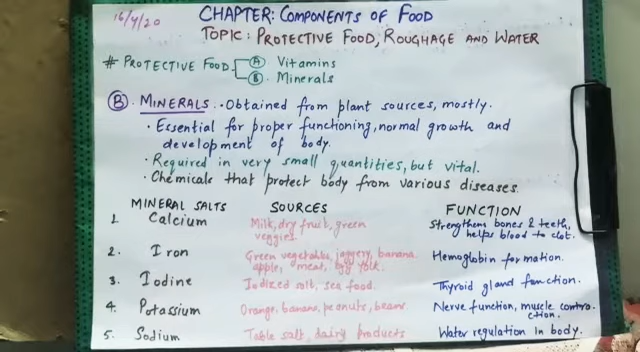 16/4/20
CHAPTER: COMPONENTS OF FOOD
TOPIC: PROTECTIVE FOOD, ROUGHAGE AND WATER
# PROTECTIVE FOOD
(A) Vitamins
(B). Minerals
(B). MINERALS. · Obtained from plant sources, mostly.
· Essential for proper functioning, normal growth and
development of body.
· Required in very small quantities, but vital.
· Chemicals that protect body from various diseases.
MINERAL SALTS SOURCES FUNCTION
1. Calcium Milk, dry fruit, green Strengthens bones & teeth,
veggies. helps blood to clot.
2. Iron Green vegetables, jaggery, banana Hemoglobin formation.
apple, meat, egg yolk.
3. Iodine Iodized salt, sea food. Thyroid gland function.
4. Potassium Orange, banana, peanuts, beans Nerve function, muscle contra-
ction.
5. Sodium Table salt, dairy products Water regulation in body.